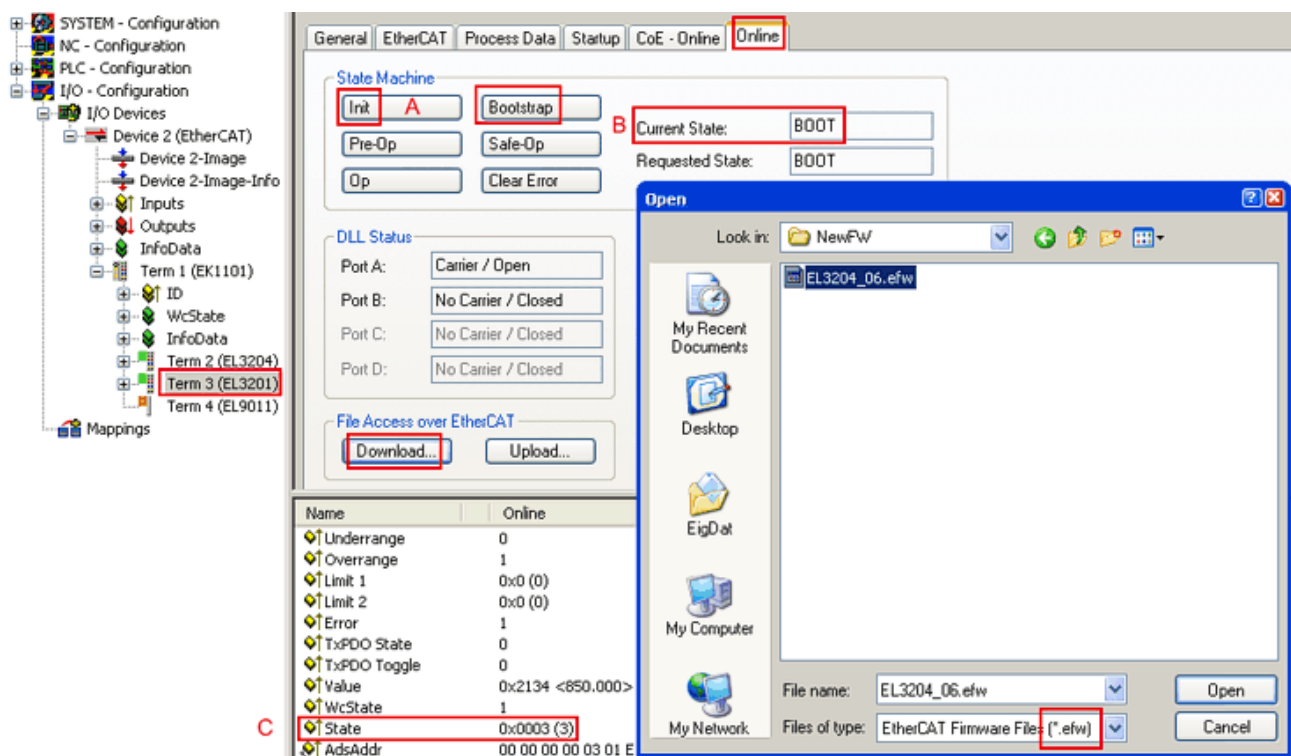 SYSTEM - Configuration
NC - Configuration
PLC - Configuration
I/O - Configuration
I/O Devices
Device 2 (EtherCAT)
Device 2-Image
Device 2-Image-Info
Inputs
Outputs
InfoData
Term 1 (EK1101)
ID
WcState
InfoData
Term 2 (EL3204)
Term 3 (EL3201)
Term 4 (EL9011)
Mappings
General EtherCAT Process Data Startup CoE - Online Online
State Machine
Init A Bootstrap
B Current State: BOOT
Pre-Op Safe-Op
Requested State: BOOT
Op Clear Error
DLL Status
Port A: Carrier / Open
Port B: No Carrier / Closed
Port C: No Carrier / Closed
Port D: No Carrier / Closed
File Access over EtherCAT
Download... Upload...
Name Online
Underrange 0
Overrange 1
Limit 1 0x0 (0)
Limit 2 0x0 (0)
Error 1
TxPDO State 0
TxPDO Toggle 0
Value 0x2134 <850.000>
WcState 1
C State 0x0003 (3)
AdsAddr 00 00 00 00 03 01 E
Open
Look in: NewFW
EL3204_06.efw
My Recent
Documents
Desktop
EigDat
My Computer
My Network
File name: EL3204_06.efw Open
Files of type: EtherCAT Firmware Files (*.efw) Cancel